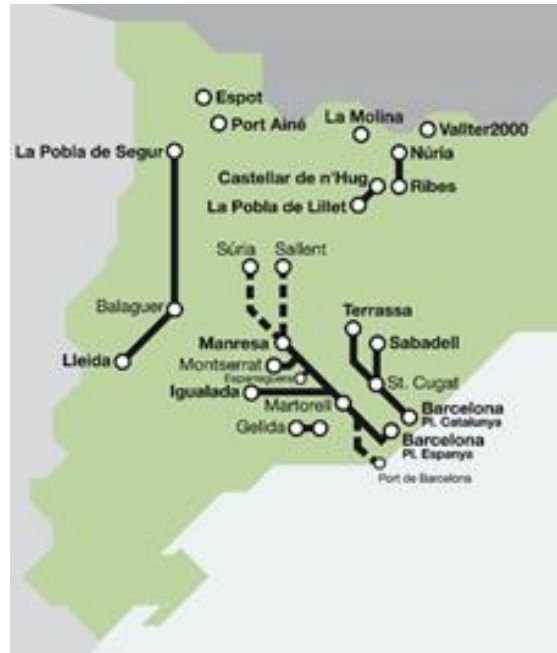 Espot
Port Ainé
La Molina
Vallter2000
La Pobla de Segur
Núria
Castellar de n'Hug
Ribes
La Pobla de Lillet
Súria
Sallent
Balaguer
Terrassa
Manresa
Sabadell
Lleida
Montserrat
Esparreguera
St. Cugat
Igualada
Martorell
Barcelona
Pl. Catalunya
Gelida
Barcelona
Pl. Espanya
Port de Barcelona